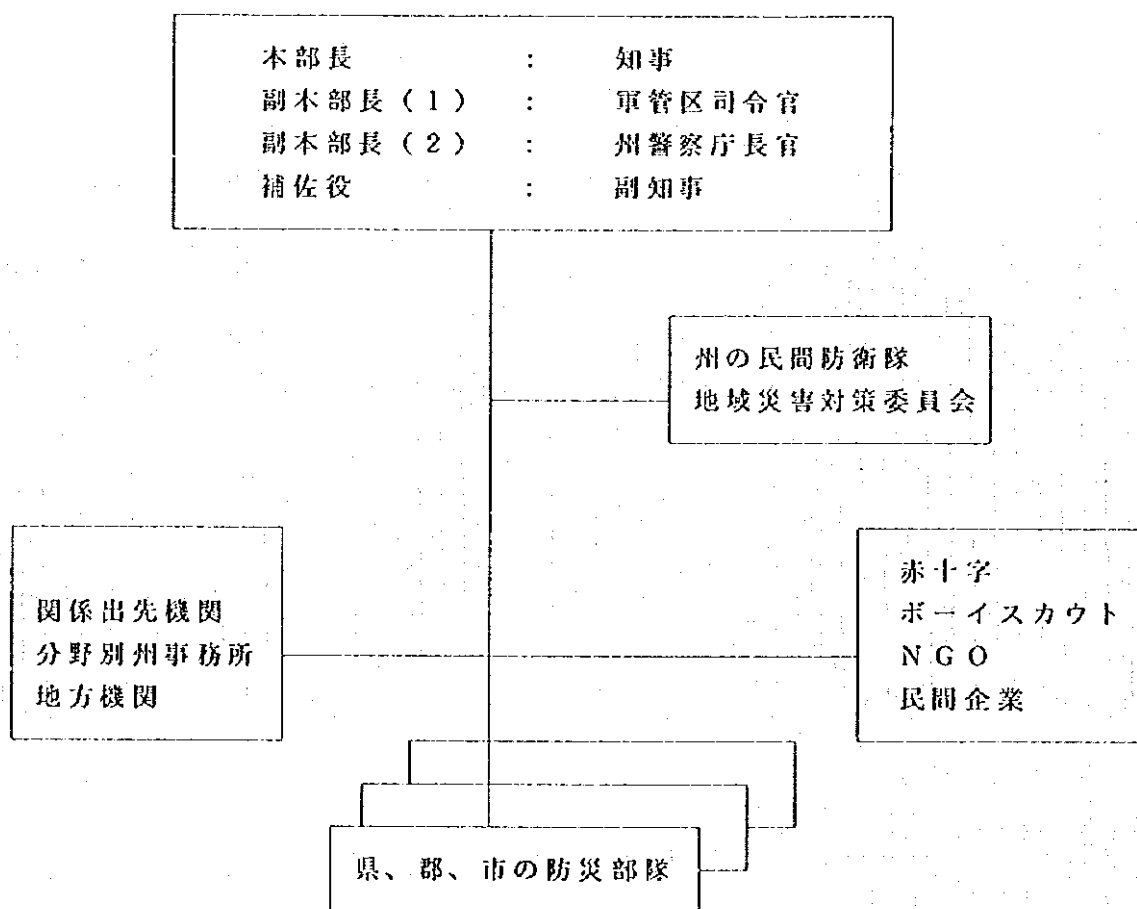 本部長 : 知事
副本部長(1) : 軍管区司令官
副本部長(2) : 州警察庁長官
補佐役 : 副知事
州の民間防衛隊
地域災害対策委員会
関係出先機関
分野別州事務所
地方機関
赤十字
ボーイスカウト
NGO
民間企業
県、郡、市の防災部隊